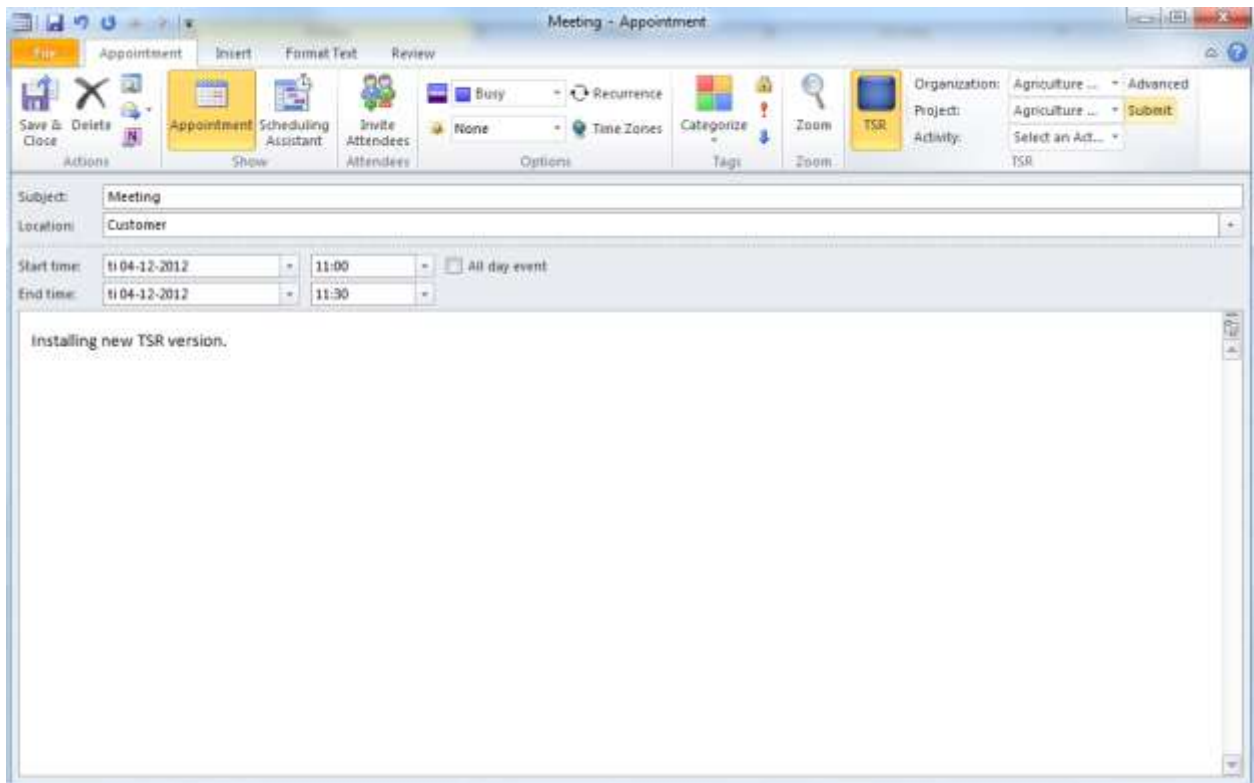 Meeting - Appointment
File Appointment Insert Format Text Review
Save & Close
Delete
Actions
Appointment
Scheduling Assistant
Show
Invite Attendees
Attendees
Busy
None
Recurrence
Time Zones
Options
Categorize
Tags
Zoom
Zoom
TSR
Organization: Agriculture ... Advanced
Project: Agriculture ... Submit
Activity: Select an Act...
TSR
Subject: Meeting
Location: Customer
Start time: ti 04-12-2012 11:00 All day event
End time: ti 04-12-2012 11:30
Installing new TSR version.